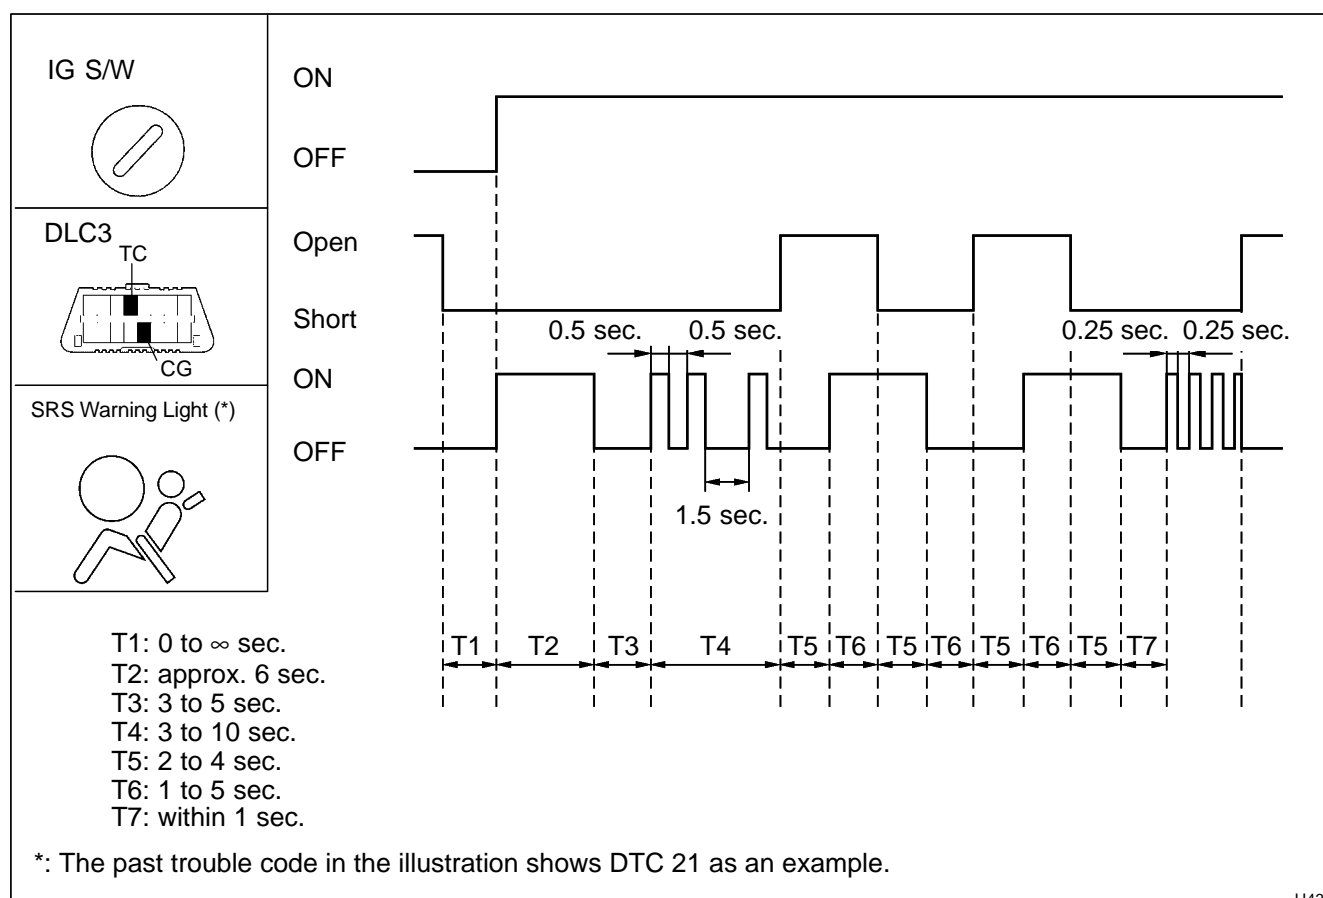 IG S/W
ON
OFF
DLC3
TC
CG
Open
Short
0.5 sec. 0.5 sec.
0.25 sec. 0.25 sec.
SRS Warning Light (*)
ON
OFF
1.5 sec.
T1 T2 T3 T4 T5 T6 T5 T6 T5 T6 T5 T7
T1: 0 to ∞ sec.
T2: approx. 6 sec.
T3: 3 to 5 sec.
T4: 3 to 10 sec.
T5: 2 to 4 sec.
T6: 1 to 5 sec.
T7: within 1 sec.
*: The past trouble code in the illustration shows DTC 21 as an example.